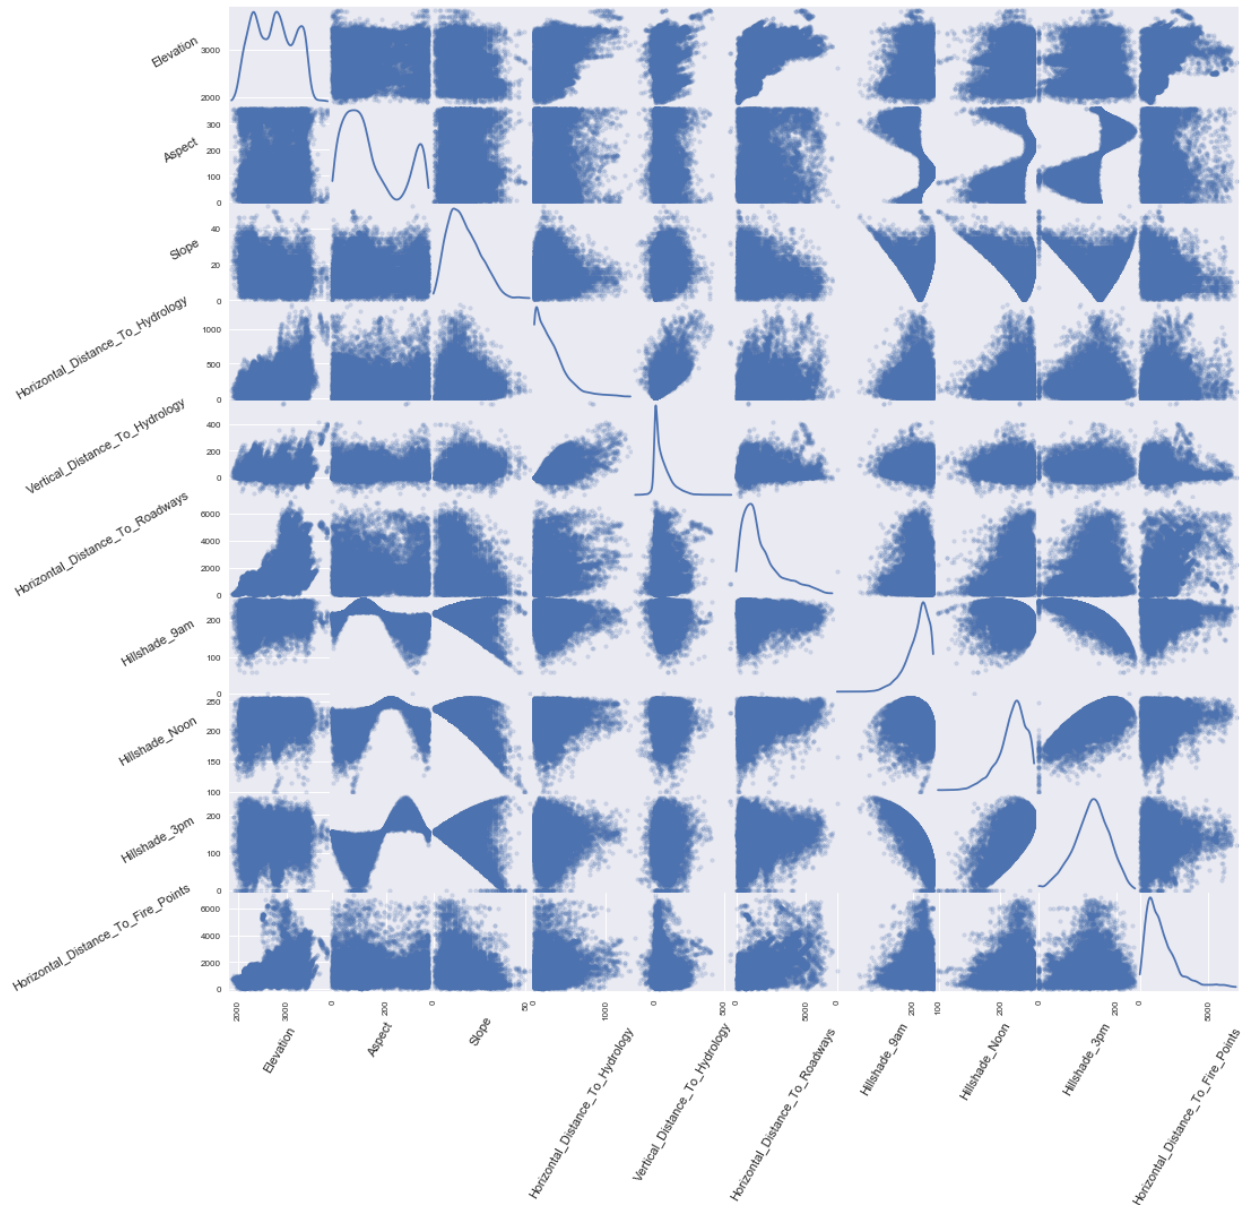 Elevation
3000
2000
Aspect
300
200
100
0
Slope
40
20
0
Horizontal_Distance_To_Hydrology
1000
500
0
Vertical_Distance_To_Hydrology
400
200
0
Horizontal_Distance_To_Roadways
6000
4000
2000
0
Hillshade_9am
200
100
0
Hillshade_Noon
250
200
150
100
Hillshade_3pm
200
100
0
Horizontal_Distance_To_Fire_Points
6000
4000
2000
0
2000 3000 0 200 0 50 0 1000 0 500 0 5000 0 200 100 200 0 200 0 5000
Elevation
Aspect
Slope
Horizontal_Distance_To_Hydrology
Vertical_Distance_To_Hydrology
Horizontal_Distance_To_Roadways
Hillshade_9am
Hillshade_Noon
Hillshade_3pm
Horizontal_Distance_To_Fire_Points